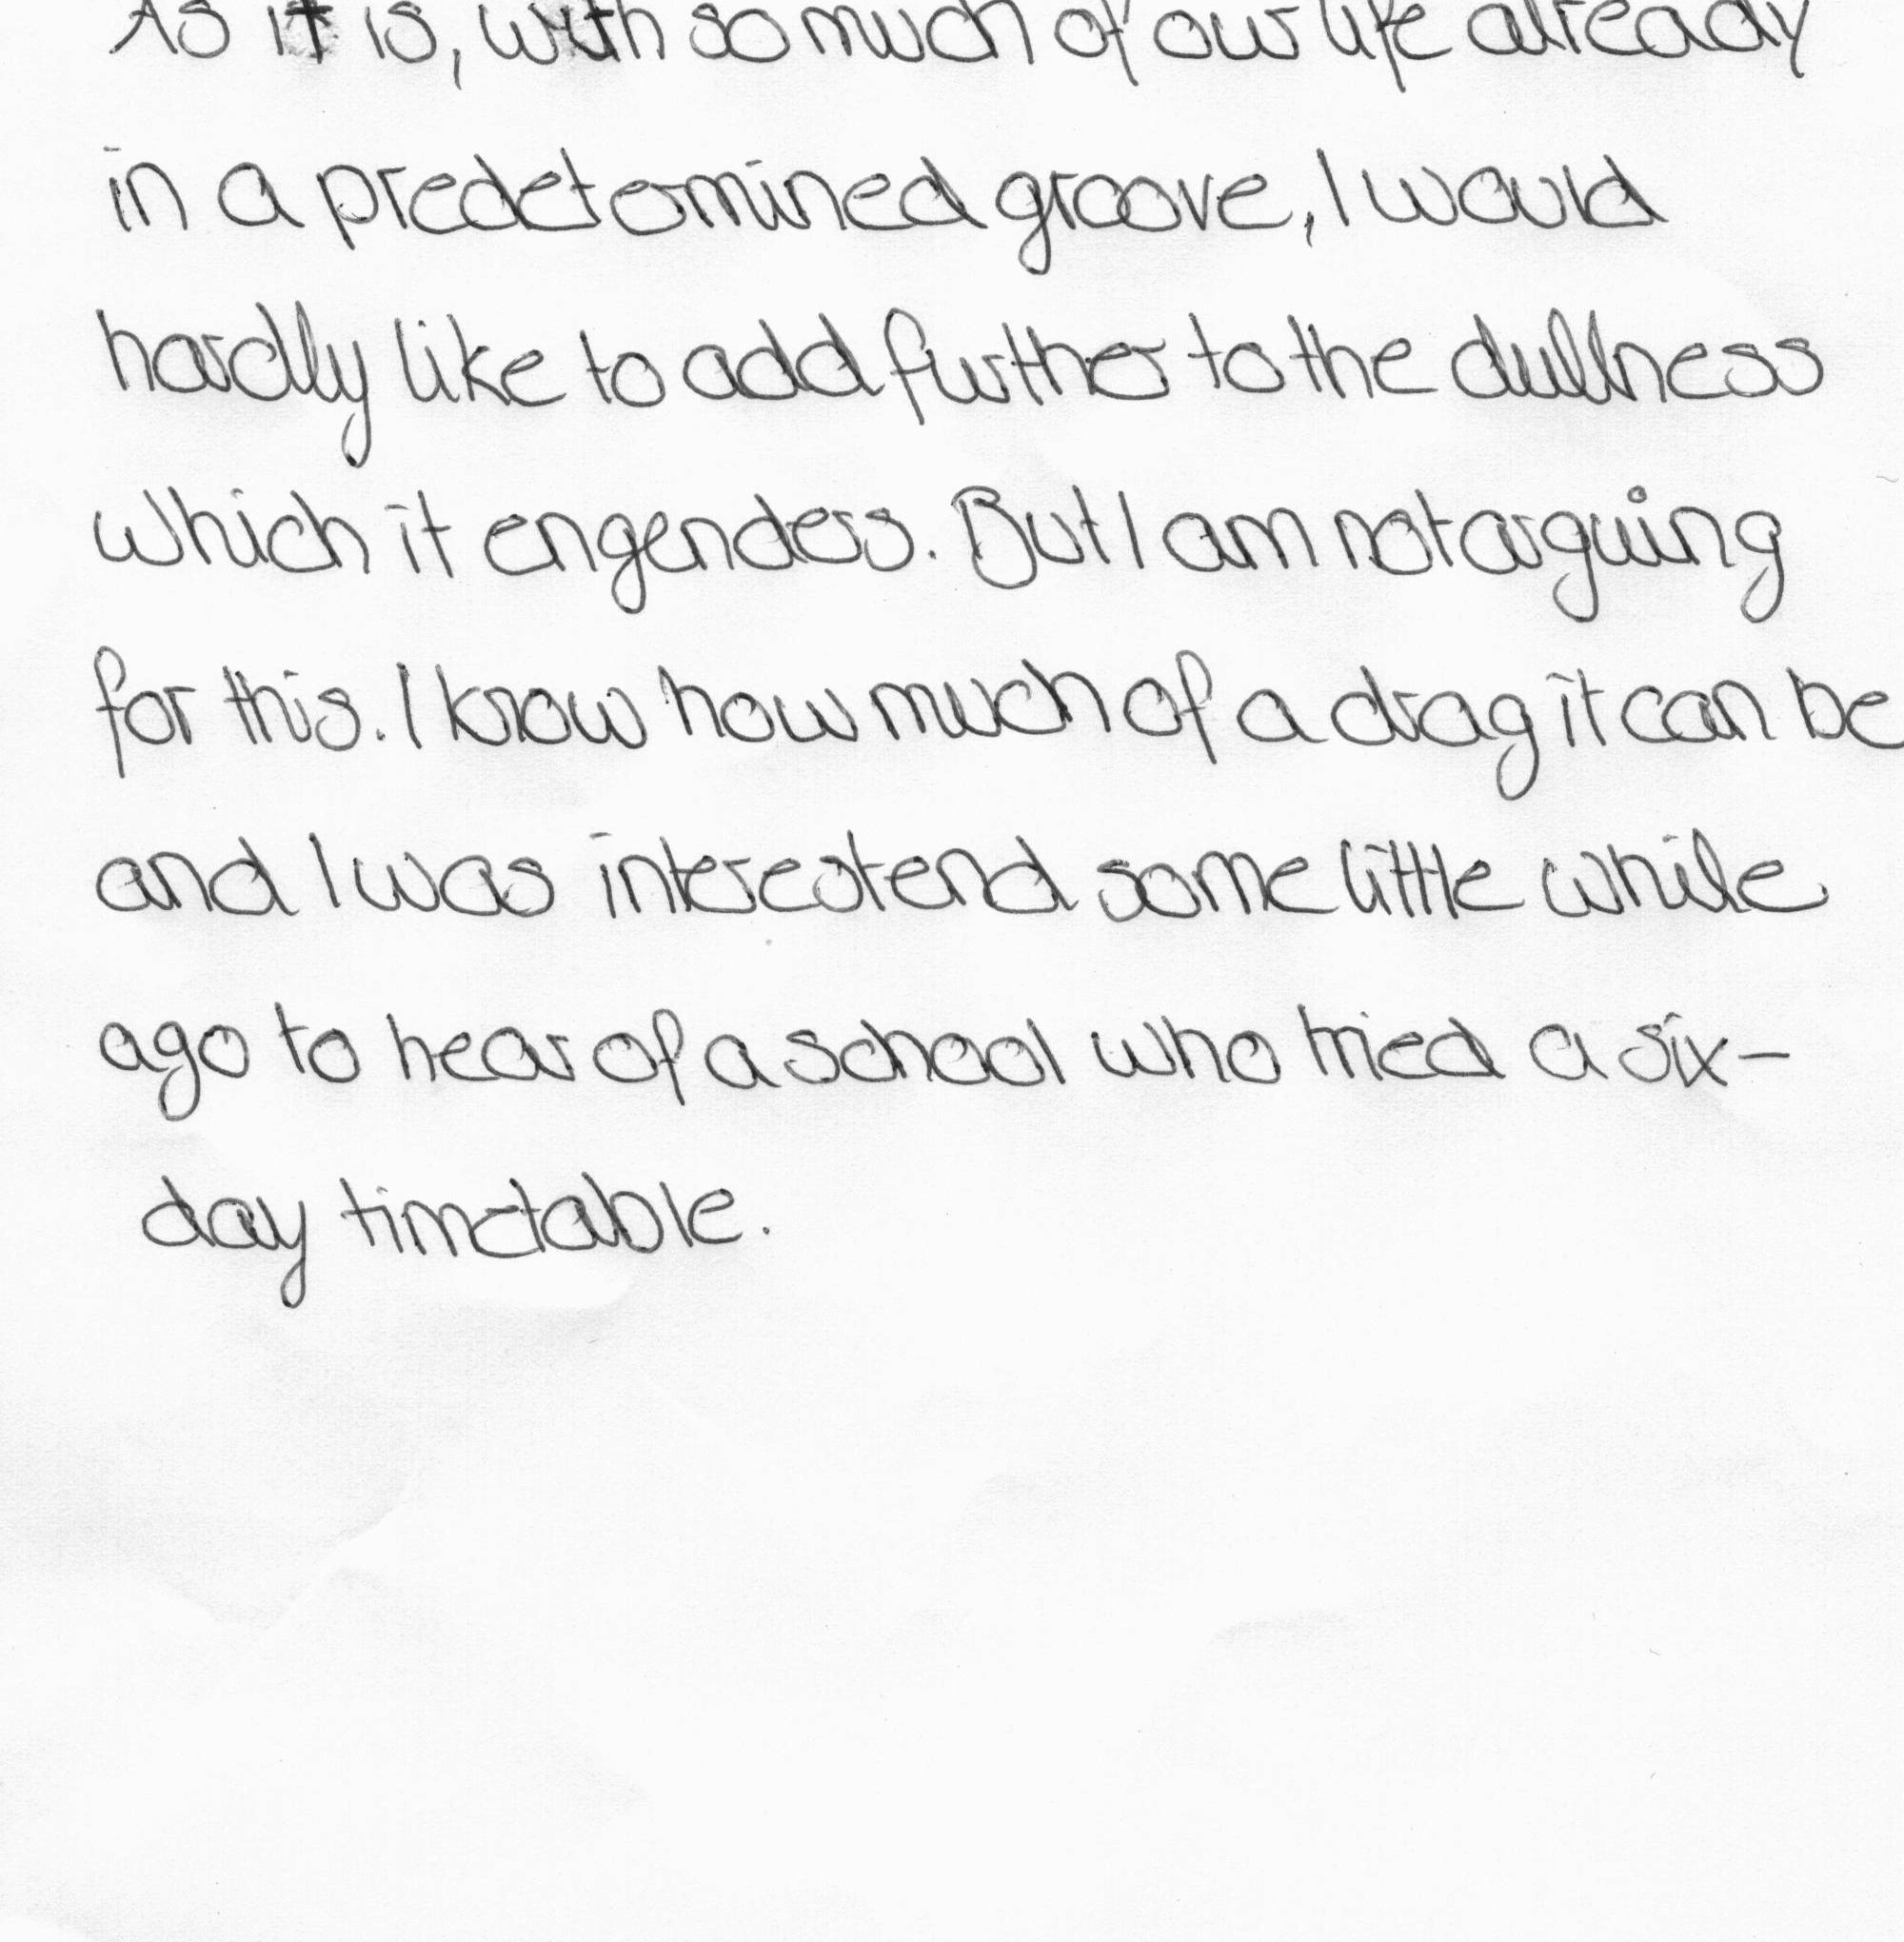 As it is, with so much of our life already
in a predetermined groove, I would
hardly like to add further to the dullness
which it engenders. But I am not arguing
for this. I know how much of a drag it can be
and I was interestend some little while
ago to hear of a school who tried a six-
day timetable.